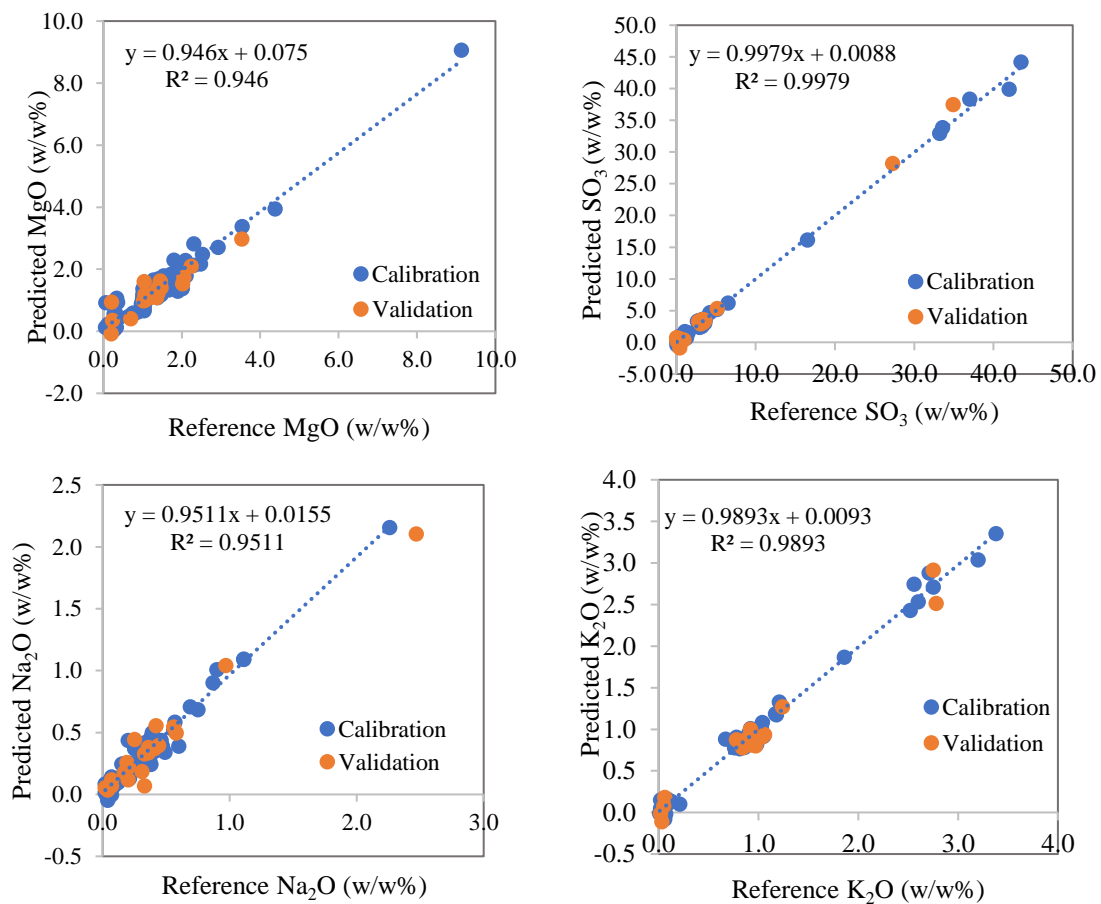 10.0
8.0
6.0
4.0
2.0
0.0
-2.0
0.0 2.0 4.0 6.0 8.0 10.0
Predicted MgO (w/w%)
Reference MgO (w/w%)
y = 0.946x + 0.075
R² = 0.946
Calibration
Validation
50.0
45.0
40.0
35.0
30.0
25.0
20.0
15.0
10.0
5.0
0.0
-5.0
0.0 10.0 20.0 30.0 40.0 50.0
Predicted SO₃ (w/w%)
Reference SO₃ (w/w%)
y = 0.9979x + 0.0088
R² = 0.9979
Calibration
Validation
2.5
2.0
1.5
1.0
0.5
0.0
-0.5
0.0 1.0 2.0 3.0
Predicted Na₂O (w/w%)
Reference Na₂O (w/w%)
y = 0.9511x + 0.0155
R² = 0.9511
Calibration
Validation
4.0
3.5
3.0
2.5
2.0
1.5
1.0
0.5
0.0
-0.5
0.0 1.0 2.0 3.0 4.0
Predicted K₂O (w/w%)
Reference K₂O (w/w%)
y = 0.9893x + 0.0093
R² = 0.9893
Calibration
Validation